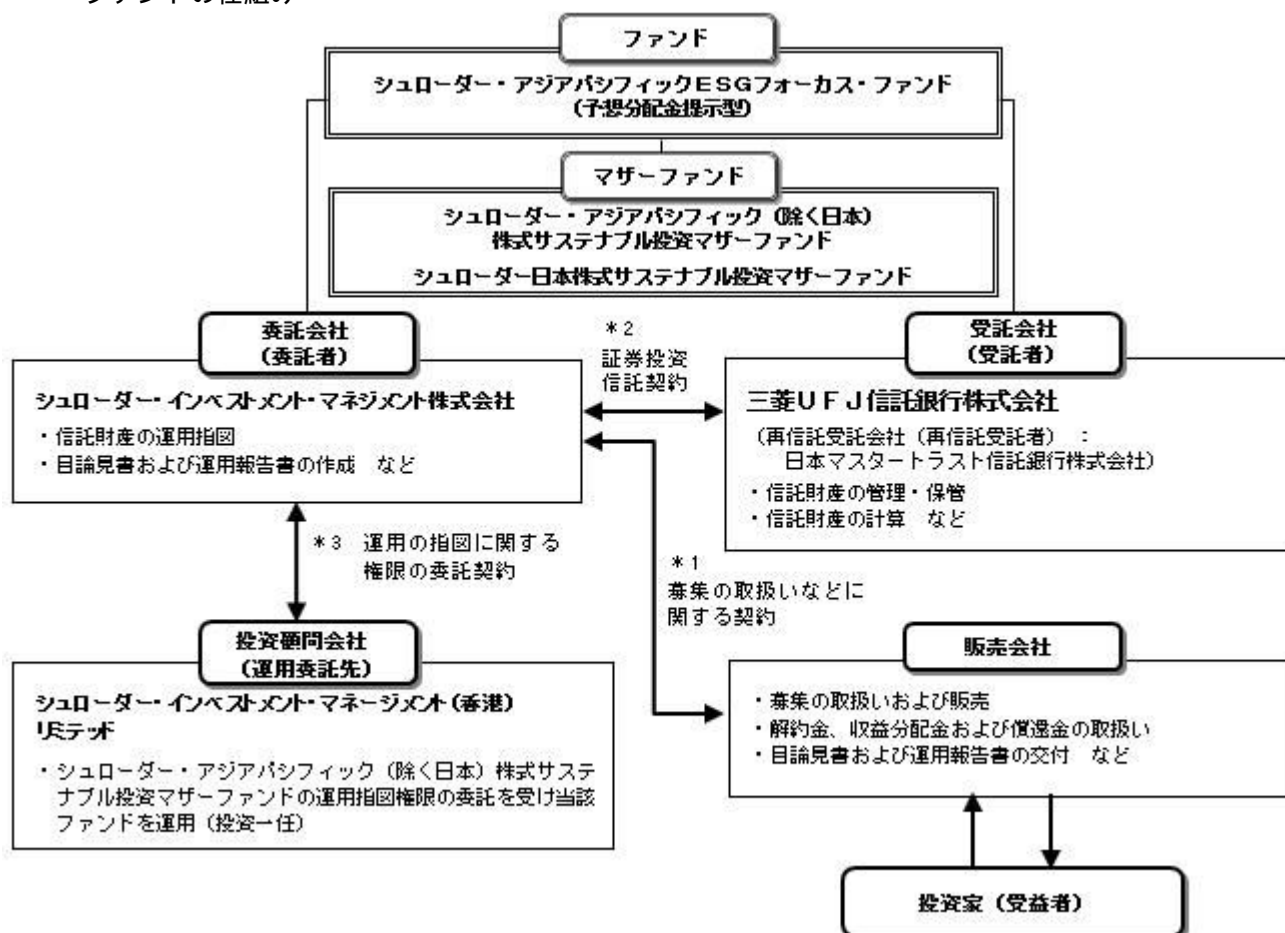 ファンドの仕組み
ファンド
シュローダー・アジアパシフィックＥＳＧフォーカス・ファンド
（予想分配金提示型）
マザーファンド
シュローダー・アジアパシフィック（除く日本）
株式サステナブル投資マザーファンド
シュローダー日本株式サステナブル投資マザーファンド
委託会社
（委託者）
シュローダー・インベストメント・マネジメント株式会社
・信託財産の運用指図
・目論見書および運用報告書の作成　など
＊２
証券投資
信託契約
受託会社
（受託者）
三菱ＵＦＪ信託銀行株式会社
（再信託受託会社（再信託受託者）：
日本マスタートラスト信託銀行株式会社）
・信託財産の管理・保管
・信託財産の計算　など
＊３　運用の指図に関する
権限の委託契約
＊１
募集の取扱いなどに
関する契約
投資顧問会社
（運用委託先）
シュローダー・インベストメント・マネージメント（香港）
リミテッド
・シュローダー・アジアパシフィック（除く日本）株式サステ
ナブル投資マザーファンドの運用指図権限の委託を受け当該
ファンドを運用（投資一任）
販売会社
・募集の取扱いおよび販売
・解約金、収益分配金および償還金の取扱い
・目論見書および運用報告書の交付　など
投資家（受益者）